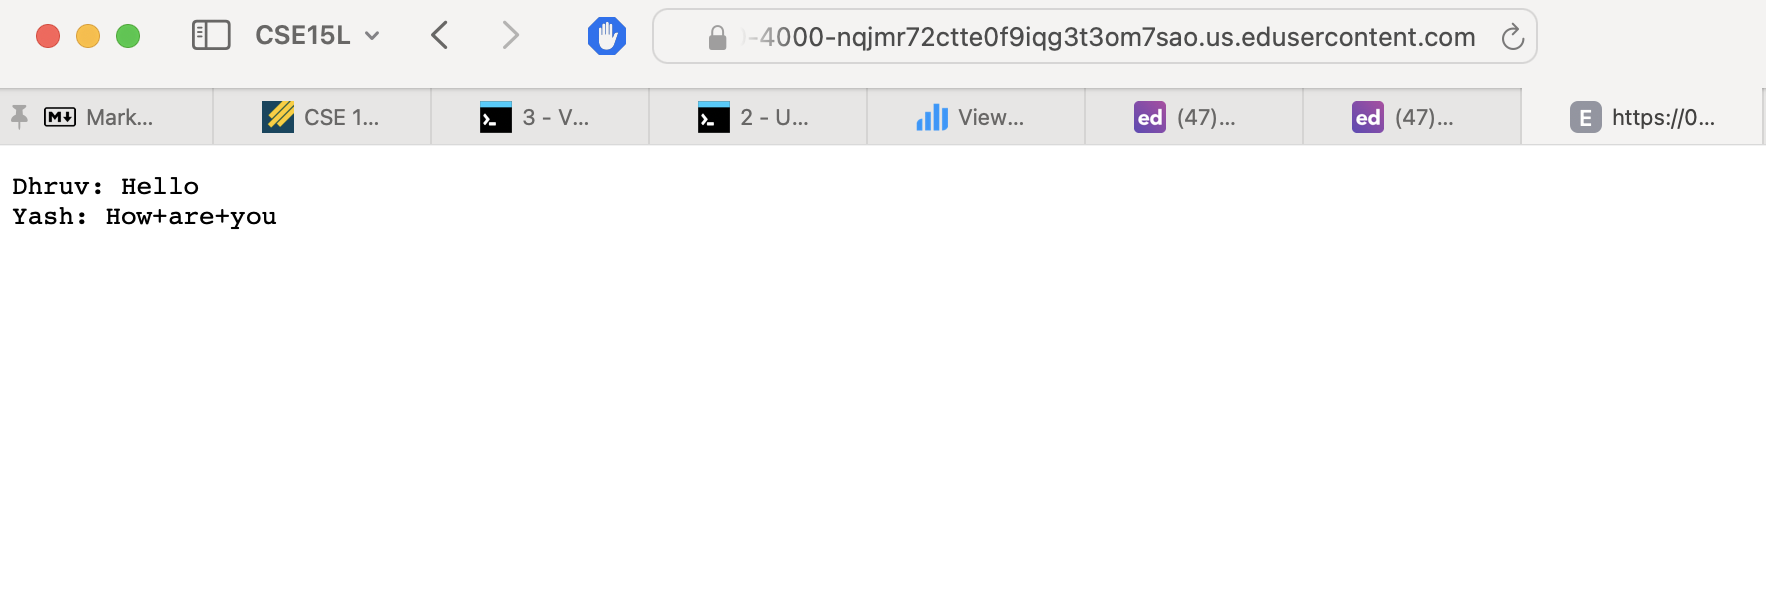 CSE15L
-4000-nqjmr72ctte0f9iqg3t3om7sao.us.edusercontent.com
M Mark... CSE 1... 3 - V... 2 - U... View... ed (47)... ed (47)... E https://0...
Dhruv: Hello
Yash: How+are+you